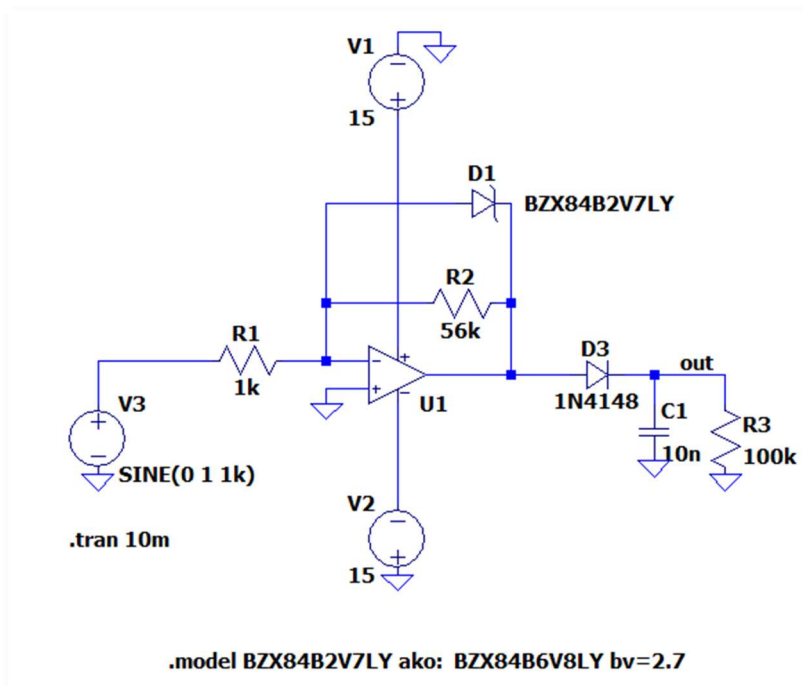 V1
15
D1
BZX84B2V7LY
R2
56k
R1
1k
U1
D3
1N4148
out
C1
10n
R3
100k
V3
SINE(0 1 1k)
V2
15
.tran 10m
.model BZX84B2V7LY ako: BZX84B6V8LY bv=2.7